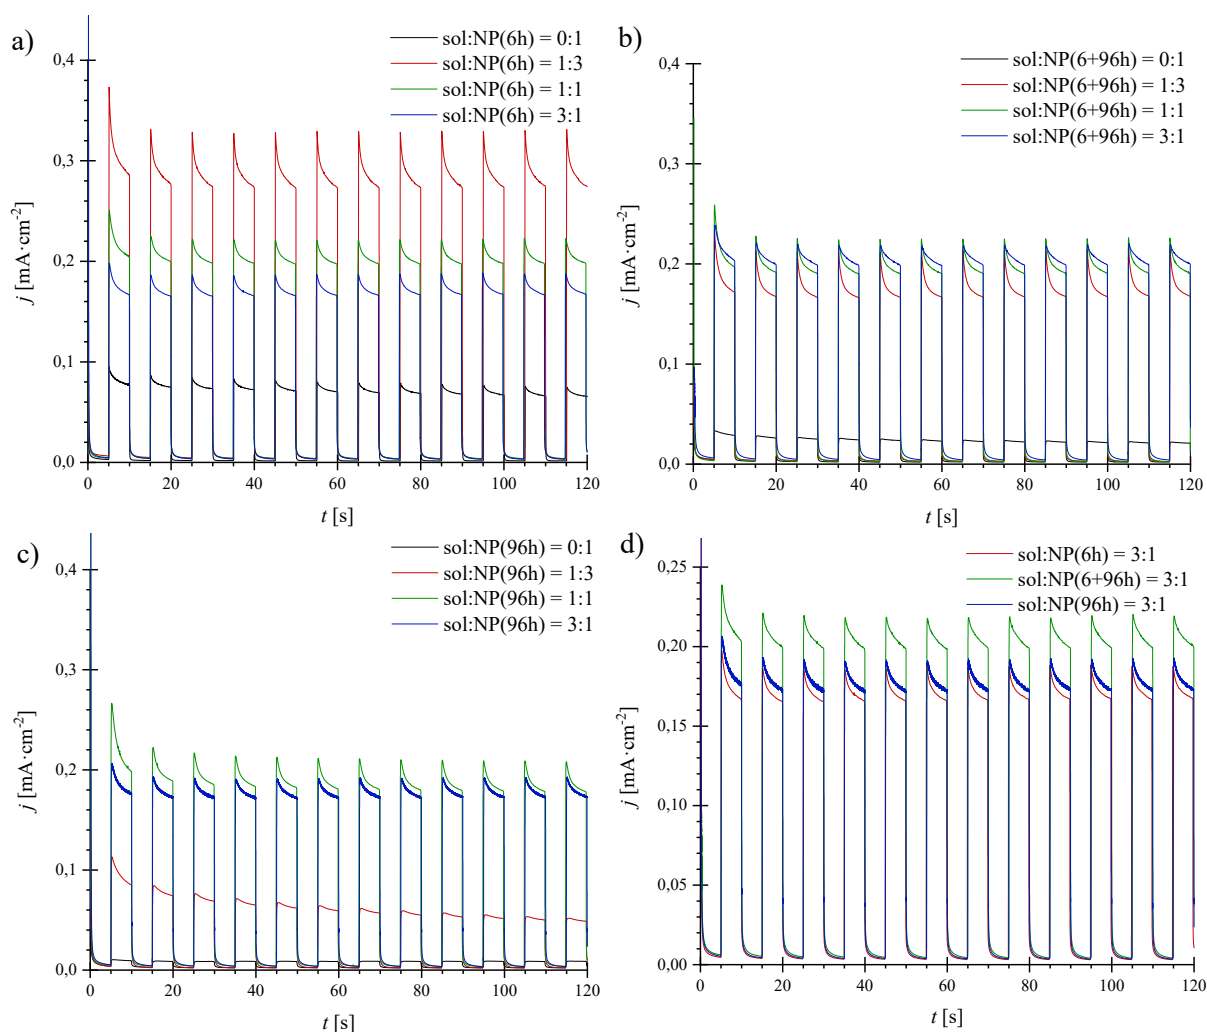 a)
sol:NP(6h) = 0:1
sol:NP(6h) = 1:3
sol:NP(6h) = 1:1
sol:NP(6h) = 3:1
0,4
0,3
0,2
0,1
0,0
j [mA·cm-2]
0 20 40 60 80 100 120
t [s]
b)
sol:NP(6+96h) = 0:1
sol:NP(6+96h) = 1:3
sol:NP(6+96h) = 1:1
sol:NP(6+96h) = 3:1
0,4
0,3
0,2
0,1
0,0
j [mA·cm-2]
0 20 40 60 80 100 120
t [s]
c)
sol:NP(96h) = 0:1
sol:NP(96h) = 1:3
sol:NP(96h) = 1:1
sol:NP(96h) = 3:1
0,4
0,3
0,2
0,1
0,0
j [mA·cm-2]
0 20 40 60 80 100 120
t [s]
d)
sol:NP(6h) = 3:1
sol:NP(6+96h) = 3:1
sol:NP(96h) = 3:1
0,25
0,20
0,15
0,10
0,05
0,00
j [mA·cm-2]
0 20 40 60 80 100 120
t [s]